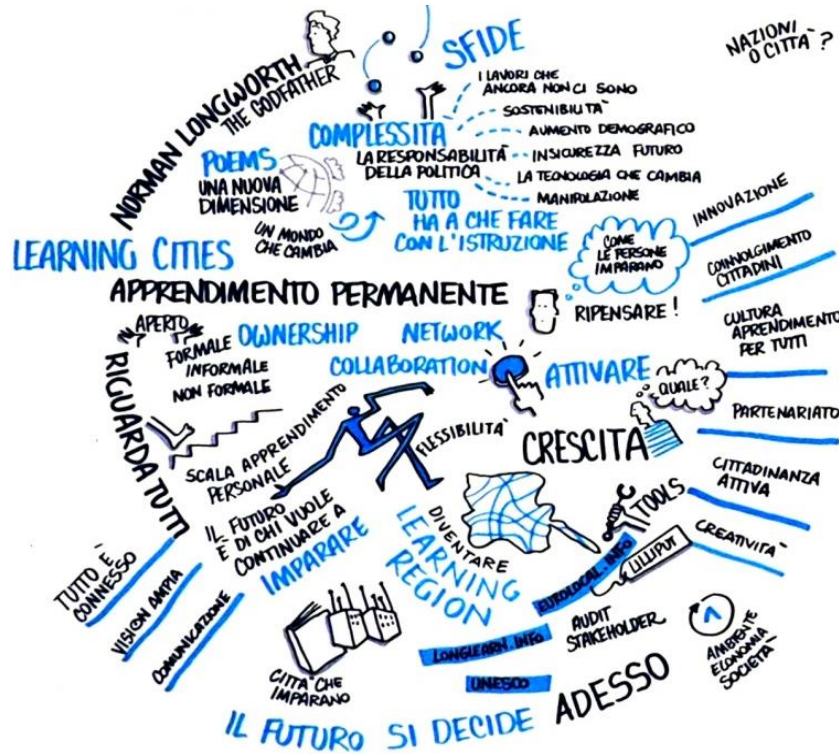 NAZIONI
O CITTÀ?
NORMAN LONGWORTH
THE GODFATHER
SFIDE
I LAVORI CHE
ANCORA NON CI SONO
SOSTENIBILITÀ
AUMENTO DEMOGRAFICO
INSICUREZZA FUTURO
LA TECNOLOGIA CHE CAMBIA
MANIPOLAZIONE
COMPLESSITA
LA RESPONSABILITÀ
DELLA POLITICA
POEMS
UNA NUOVA
DIMENSIONE
UN MONDO
CHE CAMBIA
TUTTO
HA A CHE FARE
CON L'ISTRUZIONE
LEARNING CITIES
APPRENDIMENTO PERMANENTE
COME
LE PERSONE
IMPARANO
RIPENSARE!
INNOVAZIONE
COINVOLGIMENTO
CITTADINI
CULTURA
APRENDIMENTO
PER TUTTI
PARTENARIATO
CITTADINANZA
ATTIVA
CREATIVITÀ
APERTO
FORMALE
INFORMALE
NON FORMALE
OWNERSHIP
NETWORK
COLLABORATION
ATTIVARE
QUALE?
CRESCITA
FLESSIBILITÀ
RIGUARDA TUTTI
SCALA APPRENDIMENTO
PERSONALE
IL FUTURO
È DI CHI VUOLE
CONTINUARE A
IMPARARE
DIVENTARE
LEARNING
REGION
TOOLS
LILLIPUT
EUROLOCAL.INFO
AUDIT
STAKEHOLDER
LONGLEARN.INFO
UNESCO
TUTTO È
CONNESSO
VISION AMPIA
COMUNICAZIONE
CITTÀ CHE
IMPARANO
AMBIENTE
ECONOMIA
SOCIETÀ
IL FUTURO SI DECIDE ADESSO